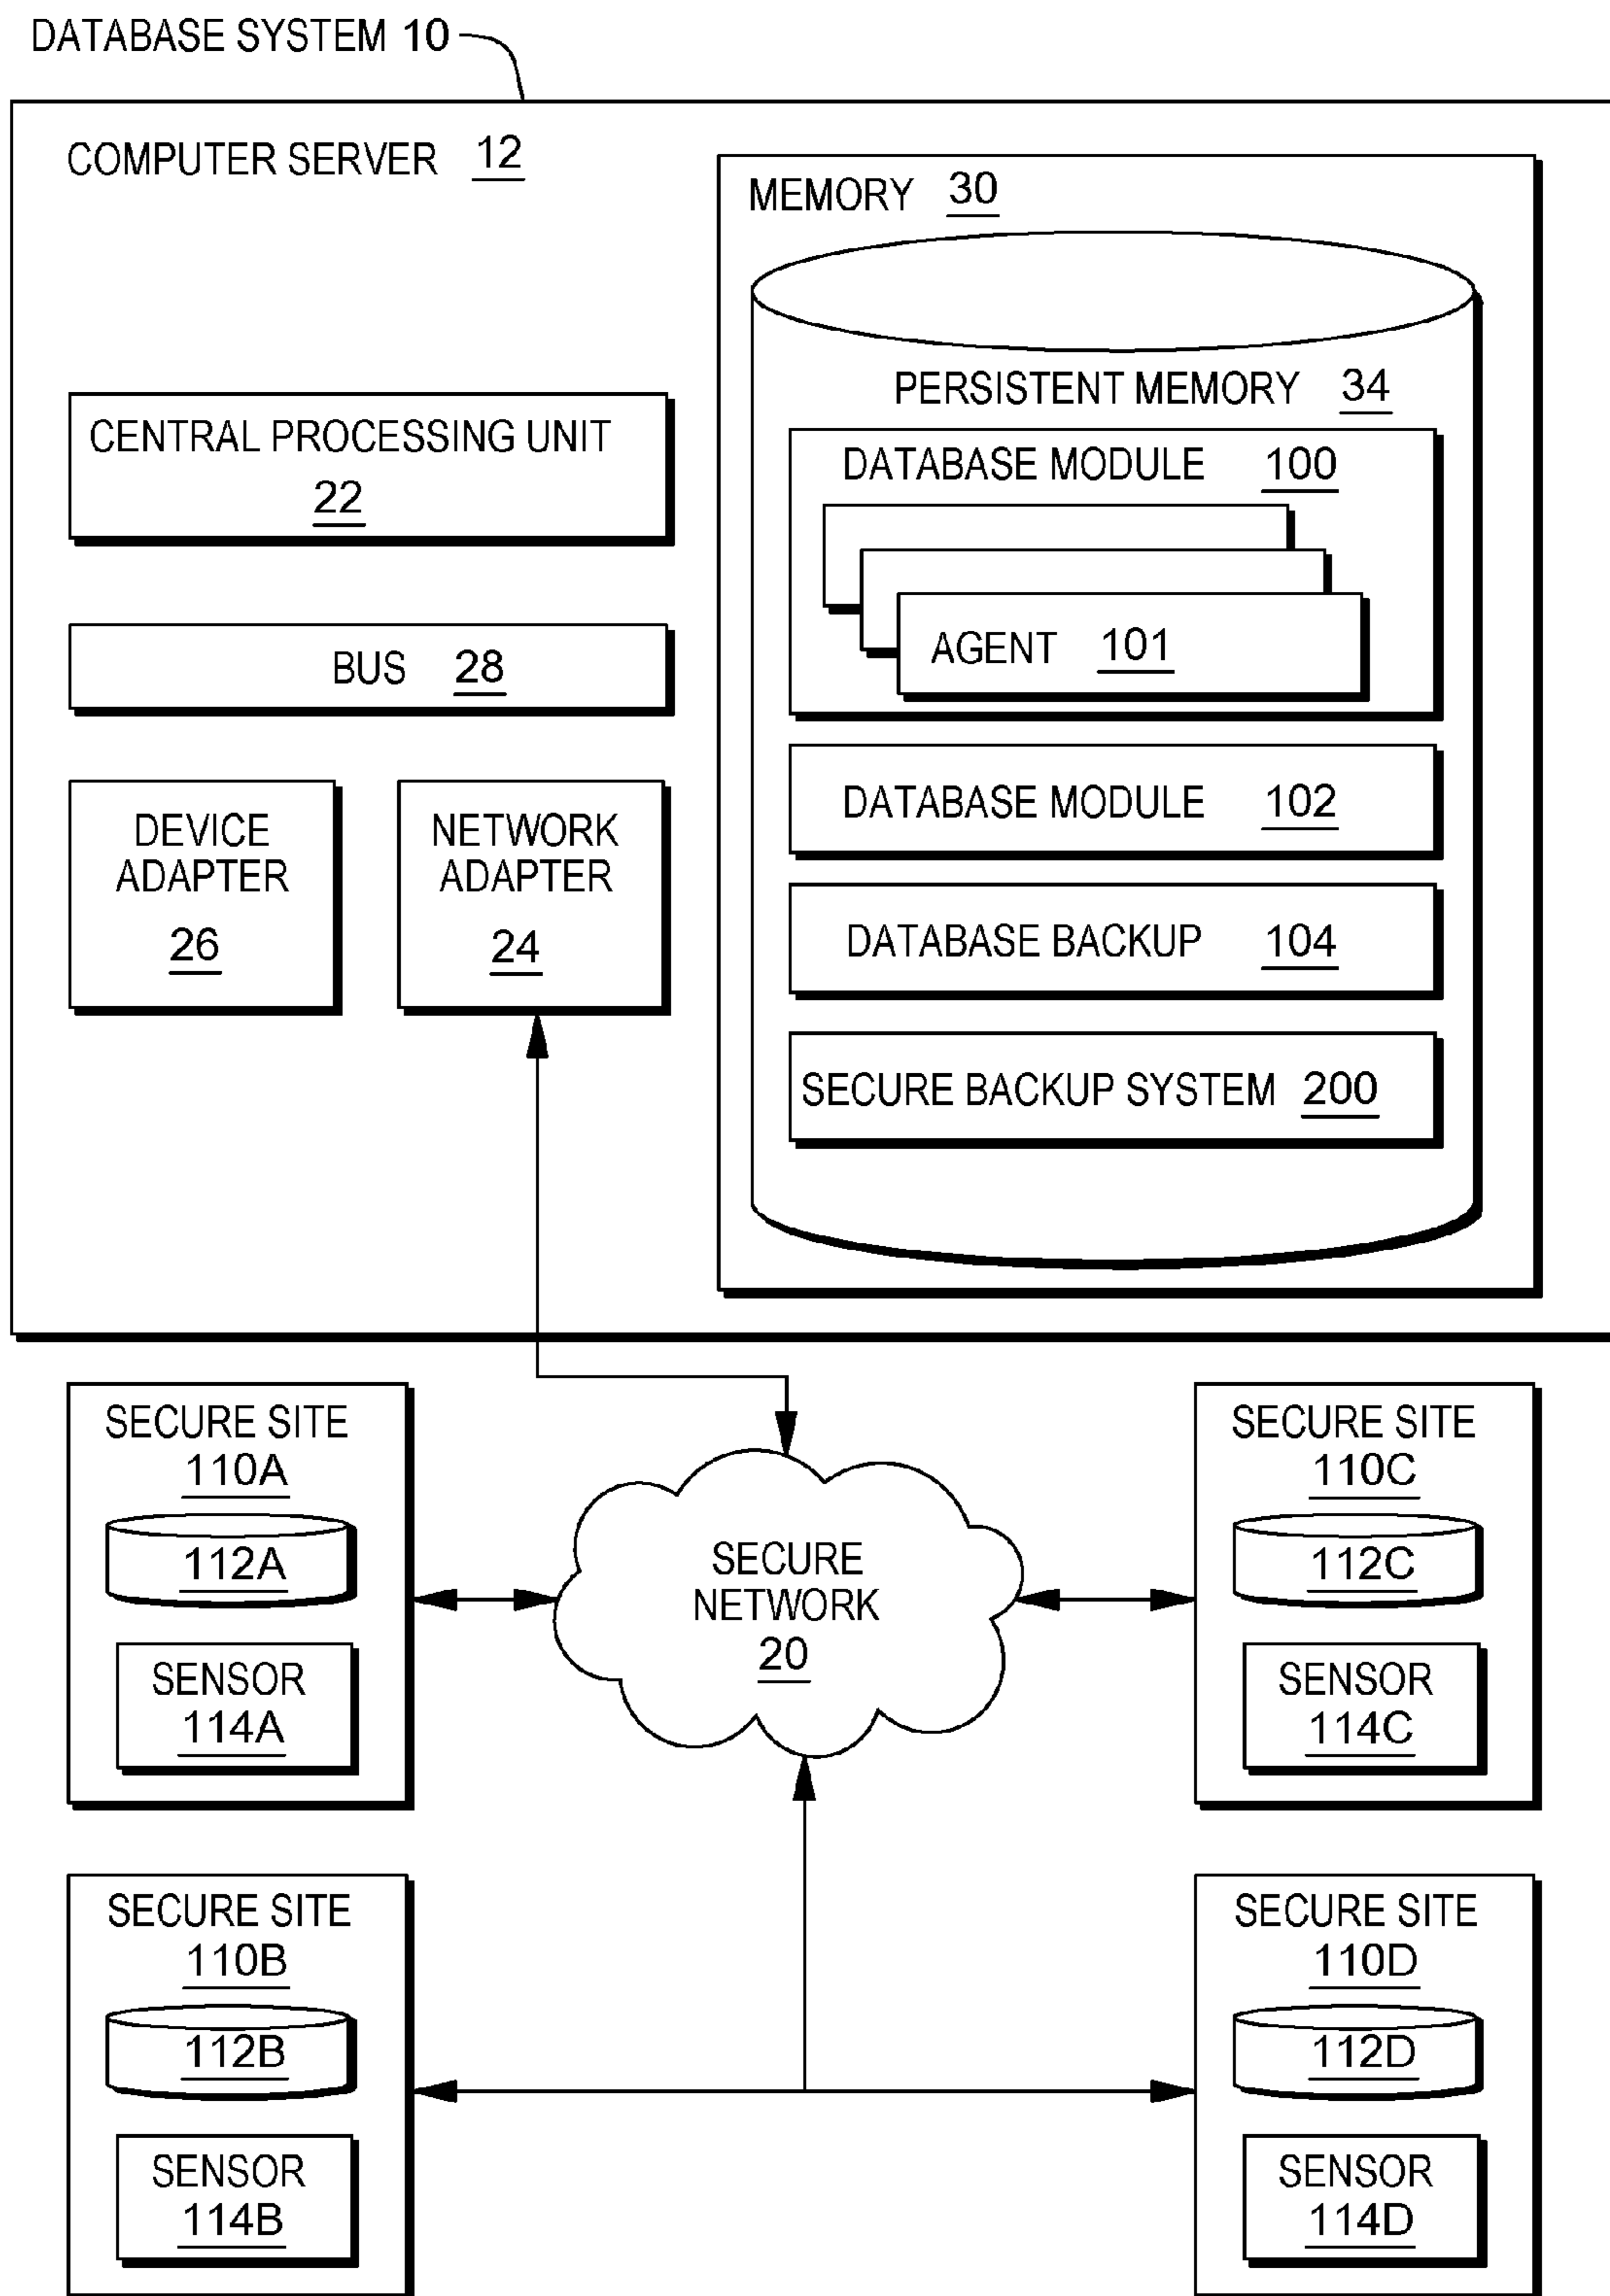 DATABASE SYSTEM 10
COMPUTER SERVER 12
MEMORY 30
PERSISTENT MEMORY 34
CENTRAL PROCESSING UNIT
22
BUS 28
DEVICE
ADAPTER
26
NETWORK
ADAPTER
24
DATABASE MODULE 100
AGENT 101
DATABASE MODULE 102
DATABASE BACKUP 104
SECURE BACKUP SYSTEM 200
SECURE SITE
110A
112A
SENSOR
114A
SECURE
NETWORK
20
SECURE SITE
110C
112C
SENSOR
114C
SECURE SITE
110B
112B
SENSOR
114B
SECURE SITE
110D
112D
SENSOR
114D